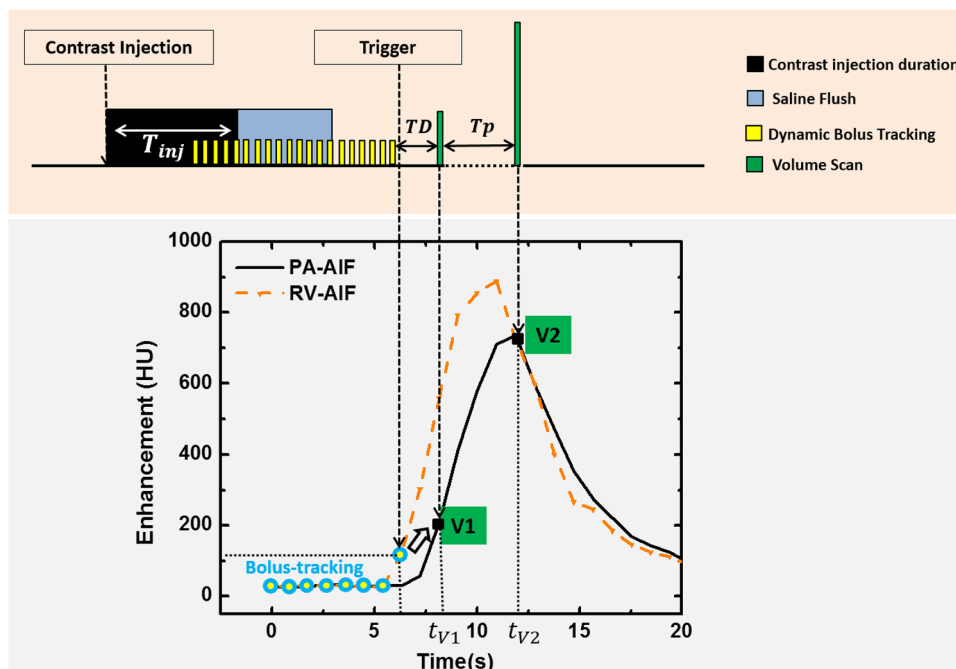 Contrast Injection
Trigger
T_inj
TD
Tp
Contrast injection duration
Saline Flush
Dynamic Bolus Tracking
Volume Scan
1000
800
600
400
200
0
Enhancement (HU)
PA-AIF
RV-AIF
V2
V1
Bolus-tracking
0
5
t_V1
10
t_V2
15
20
Time(s)